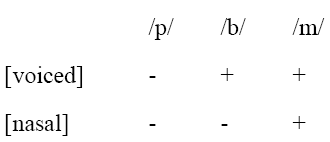 /p/ /b/ /m/
[voiced] - + +
[nasal] - - +